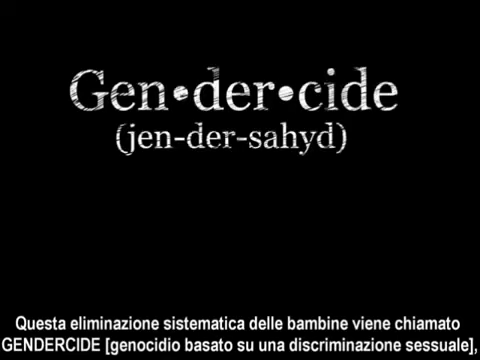 Gen•der•cide
(jen-der-sahyd)
Questa eliminazione sistematica delle bambine viene chiamato
GENDERCIDE [genocidio basato su una discriminazione sessuale],